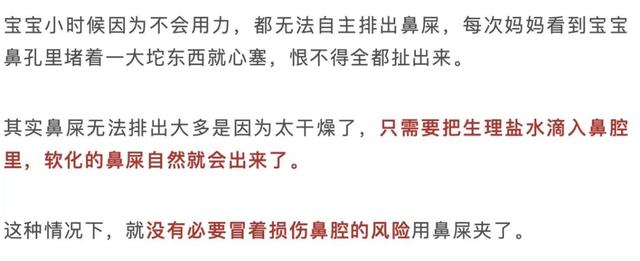 宝宝小时候因为不会用力，都无法自主排出鼻屎，每次妈妈看到宝宝
鼻孔里堵着一大坨东西就心塞，恨不得全都扯出来。
其实鼻屎无法排出大多是因为太干燥了，只需要把生理盐水滴入鼻腔
里，软化的鼻屎自然就会出来了。
这种情况下，就没有必要冒着损伤鼻腔的风险用鼻屎夹了。